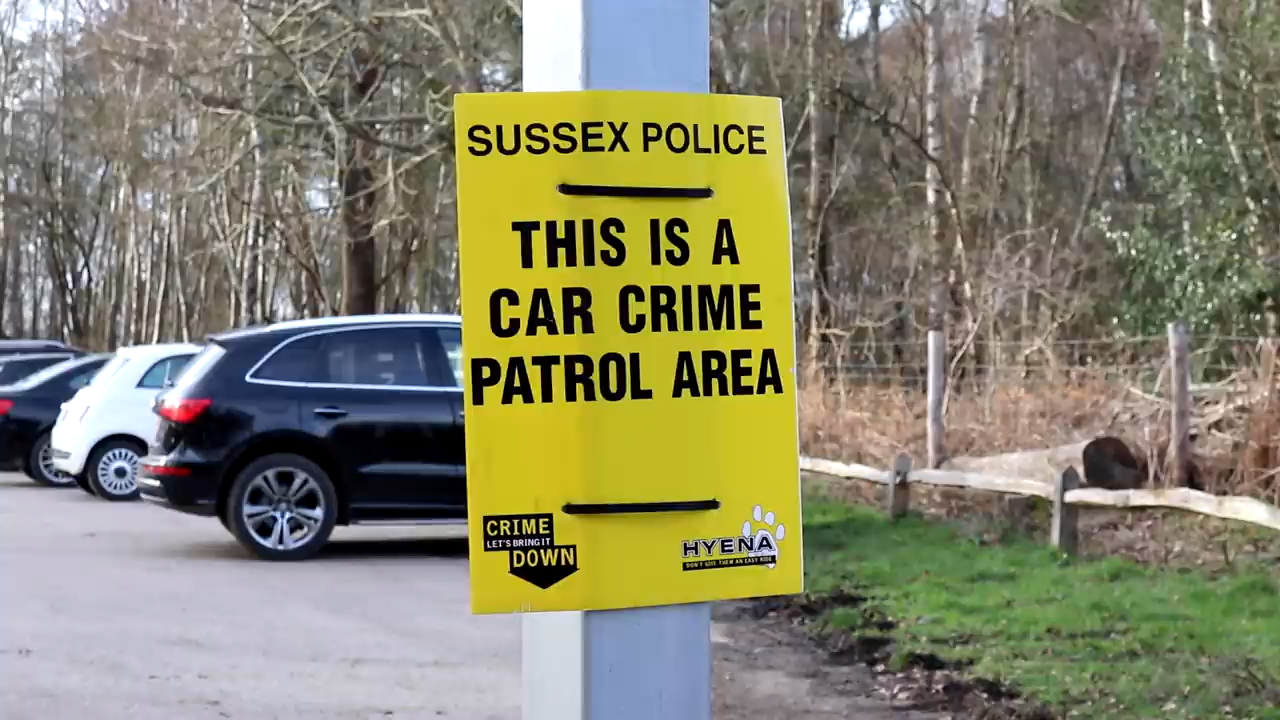 SUSSEX POLICE
THIS IS A
CAR CRIME
PATROL AREA
CRIME
LET'S BRING IT
DOWN
HYENA
DON'T GIVE THEM AN EASY RIDE